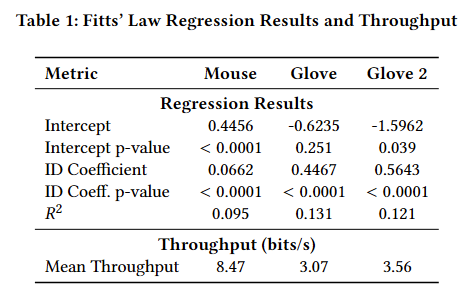 Table 1: Fitts' Law Regression Results and Throughput
Metric Mouse Glove Glove 2
Regression Results
Intercept 0.4456 -0.6235 -1.5962
Intercept p-value < 0.0001 0.251 0.039
ID Coefficient 0.0662 0.4467 0.5643
ID Coeff. p-value < 0.0001 < 0.0001 < 0.0001
R² 0.095 0.131 0.121
Throughput (bits/s)
Mean Throughput 8.47 3.07 3.56